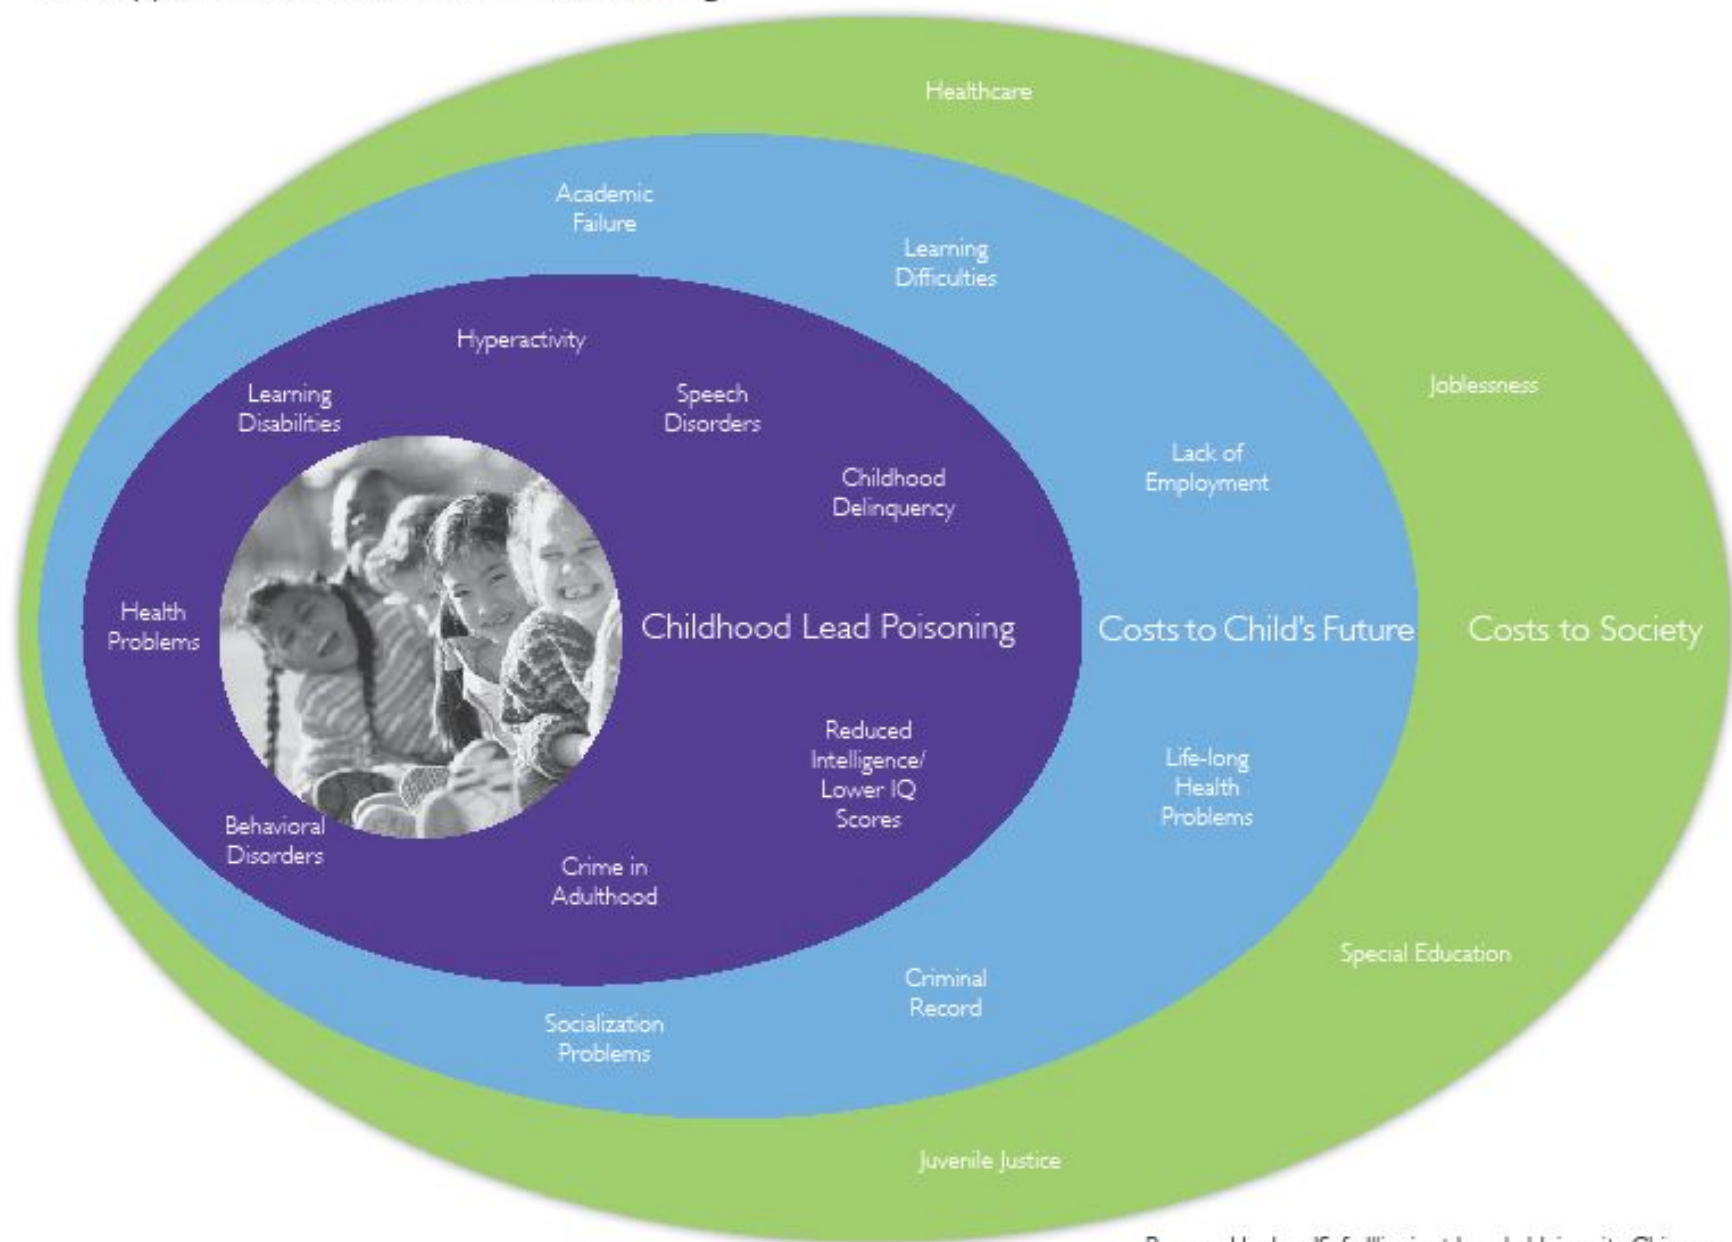 Healthcare
Academic
Failure
Learning
Difficulties
Hyperactivity
Learning
Disabilities
Speech
Disorders
Joblessness
Lack of
Employment
Childhood
Delinquency
Health
Problems
Childhood Lead Poisoning
Costs to Child's Future
Costs to Society
Reduced
Intelligence/
Lower IQ
Scores
Life-long
Health
Problems
Behavioral
Disorders
Crime in
Adulthood
Special Education
Criminal
Record
Socialization
Problems
Juvenile Justice